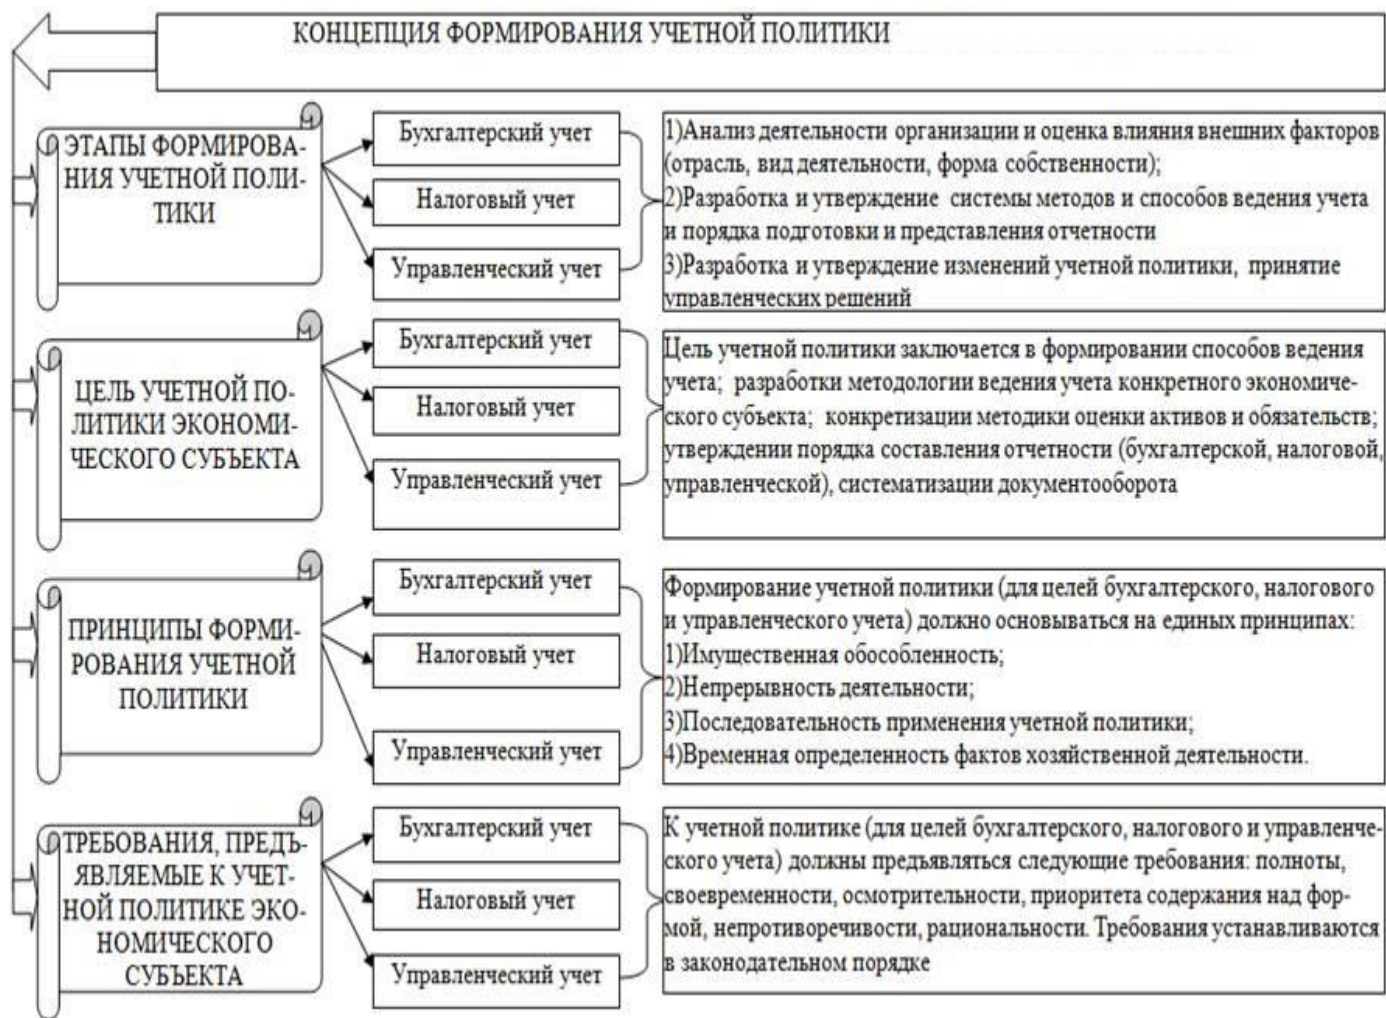 КОНЦЕПЦИЯ ФОРМИРОВАНИЯ УЧЕТНОЙ ПОЛИТИКИ
ЭТАПЫ ФОРМИРОВА-
НИЯ УЧЕТНОЙ ПОЛИ-
ТИКИ
Бухгалтерский учет
Налоговый учет
Управленческий учет
1)Анализ деятельности организации и оценка влияния внешних факторов
(отрасль, вид деятельности, форма собственности);
2)Разработка и утверждение системы методов и способов ведения учета
и порядка подготовки и представления отчетности
3)Разработка и утверждение изменений учетной политики, принятие
управленческих решений
ЦЕЛЬ УЧЕТНОЙ ПО-
ЛИТИКИ ЭКОНОМИ-
ЧЕСКОГО СУБЪЕКТА
Бухгалтерский учет
Налоговый учет
Управленческий учет
Цель учетной политики заключается в формировании способов ведения
учета; разработки методологии ведения учета конкретного экономиче-
ского субъекта; конкретизации методики оценки активов и обязательств;
утверждении порядка составления отчетности (бухгалтерской, налоговой,
управленческой), систематизации документооборота
ПРИНЦИПЫ ФОРМИ-
РОВАНИЯ УЧЕТНОЙ
ПОЛИТИКИ
Бухгалтерский учет
Налоговый учет
Управленческий учет
Формирование учетной политики (для целей бухгалтерского, налогового
и управленческого учета) должно основываться на единых принципах:
1)Имущественная обособленность;
2)Непрерывность деятельности;
3)Последовательность применения учетной политики;
4)Временная определенность фактов хозяйственной деятельности.
ТРЕБОВАНИЯ, ПРЕДЪ-
ЯВЛЯЕМЫЕ К УЧЕТ-
НОЙ ПОЛИТИКЕ ЭКО-
НОМИЧЕСКОГО
СУБЪЕКТА
Бухгалтерский учет
Налоговый учет
Управленческий учет
К учетной политике (для целей бухгалтерского, налогового и управленче-
ского учета) должны предъявляться следующие требования: полноты,
своевременности, осмотрительности, приоритета содержания над фор-
мой, непротиворечивости, рациональности. Требования устанавливаются
в законодательном порядке